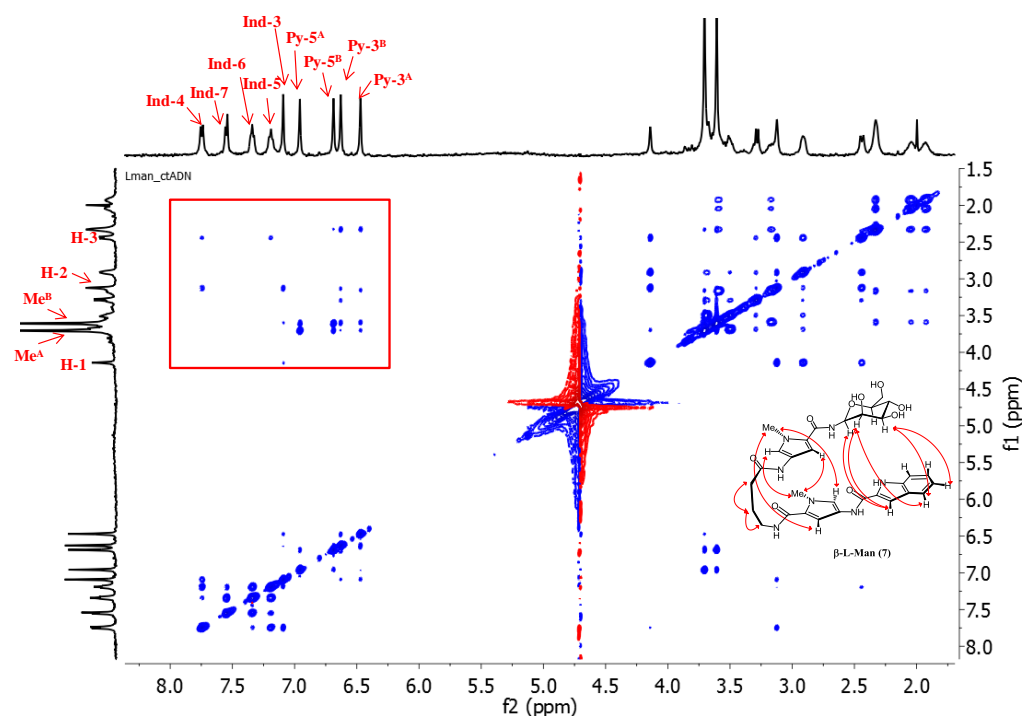 Ind-3
Py-5ᴬ
Py-3ᴮ
Ind-6
Py-5ᴮ
Ind-5
Py-3ᴬ
Ind-4
Ind-7
Lman_ctADN
H-3
H-2
Meᴮ
Meᴬ
H-1
1.5
2.0
2.5
3.0
3.5
4.0
4.5
5.0
5.5
6.0
6.5
7.0
7.5
8.0
f1 (ppm)
HO
HO
O
OH
HO
O
N
H
H
H
H
Me
N
H
H
O
N
H
O
Me
N
H
O
N
H
H
O
N
H
H
N
H
H
H
H
H
β-L-Man (7)
8.0 7.5 7.0 6.5 6.0 5.5 5.0 4.5 4.0 3.5 3.0 2.5 2.0
f2 (ppm)